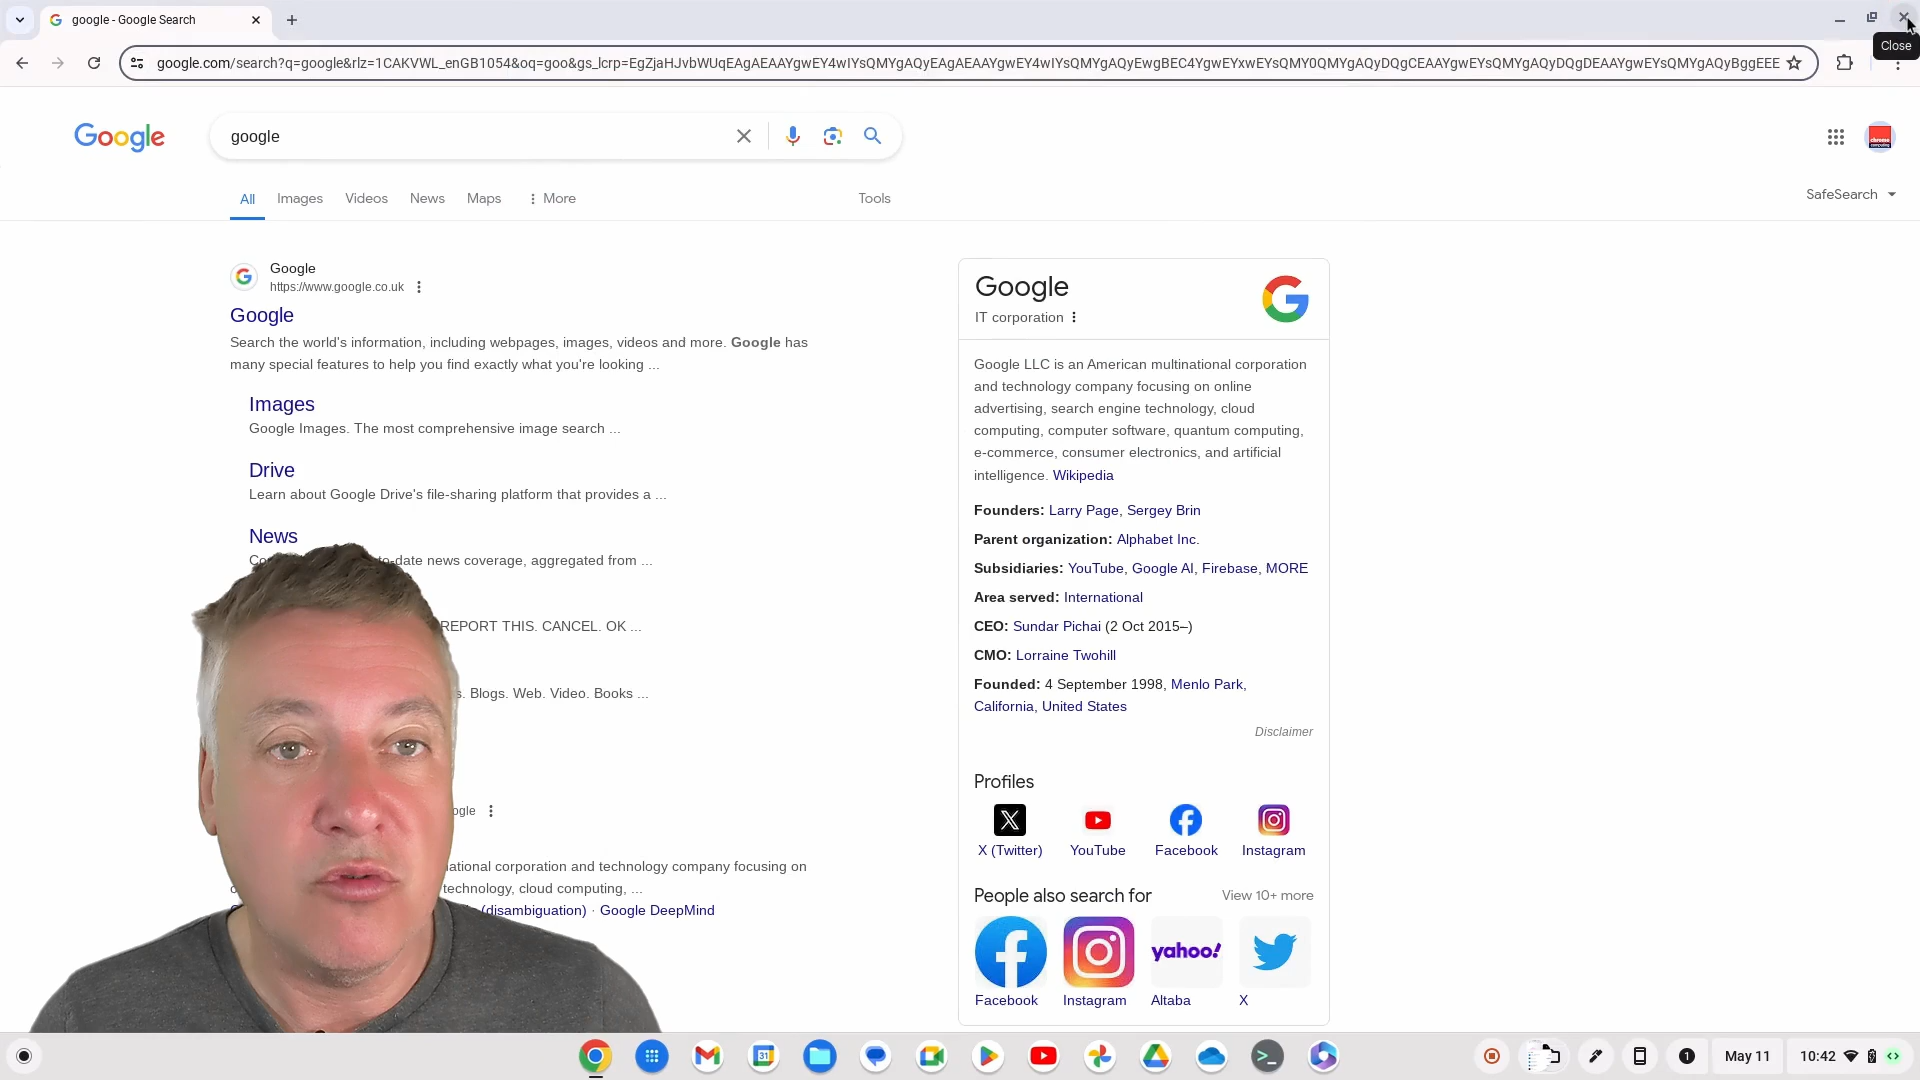 google - Google Search
google.com/search?q=google&rlz=1CAKVWL_enGB1054&oq=goo&gs_lcrp=EgZjaHJvbWUqEAgAEAAYgwEY4wIYsQMYgAQyEAgAEAAYgwEY4wIYsQMYgAQyEwgBEC4YgwEYxwEYsQMY0QMYgAQyDQgCEAAYgwEYsQMYgAQyDQgDEAAYgwEYsQMYgAQyBggEEE
Close
Google
google
All
Images
Videos
News
Maps
More
Tools
SafeSearch
Google
https://www.google.co.uk
Google
Search the world's information, including webpages, images, videos and more. Google has
many special features to help you find exactly what you're looking ...
Images
Google Images. The most comprehensive image search ...
Drive
Learn about Google Drive's file-sharing platform that provides a ...
News
to-date news coverage, aggregated from ...
REPORT THIS. CANCEL. OK ...
s. Blogs. Web. Video. Books ...
ogle
national corporation and technology company focusing on
technology, cloud computing, ...
(disambiguation) · Google DeepMind
Google
IT corporation
Google LLC is an American multinational corporation
and technology company focusing on online
advertising, search engine technology, cloud
computing, computer software, quantum computing,
e-commerce, consumer electronics, and artificial
intelligence. Wikipedia
Founders: Larry Page, Sergey Brin
Parent organization: Alphabet Inc.
Subsidiaries: YouTube, Google AI, Firebase, MORE
Area served: International
CEO: Sundar Pichai (2 Oct 2015–)
CMO: Lorraine Twohill
Founded: 4 September 1998, Menlo Park,
California, United States
Disclaimer
Profiles
X (Twitter)
YouTube
Facebook
Instagram
People also search for
View 10+ more
yahoo!
Facebook
Instagram
Altaba
X
31
1
May 11
10:42